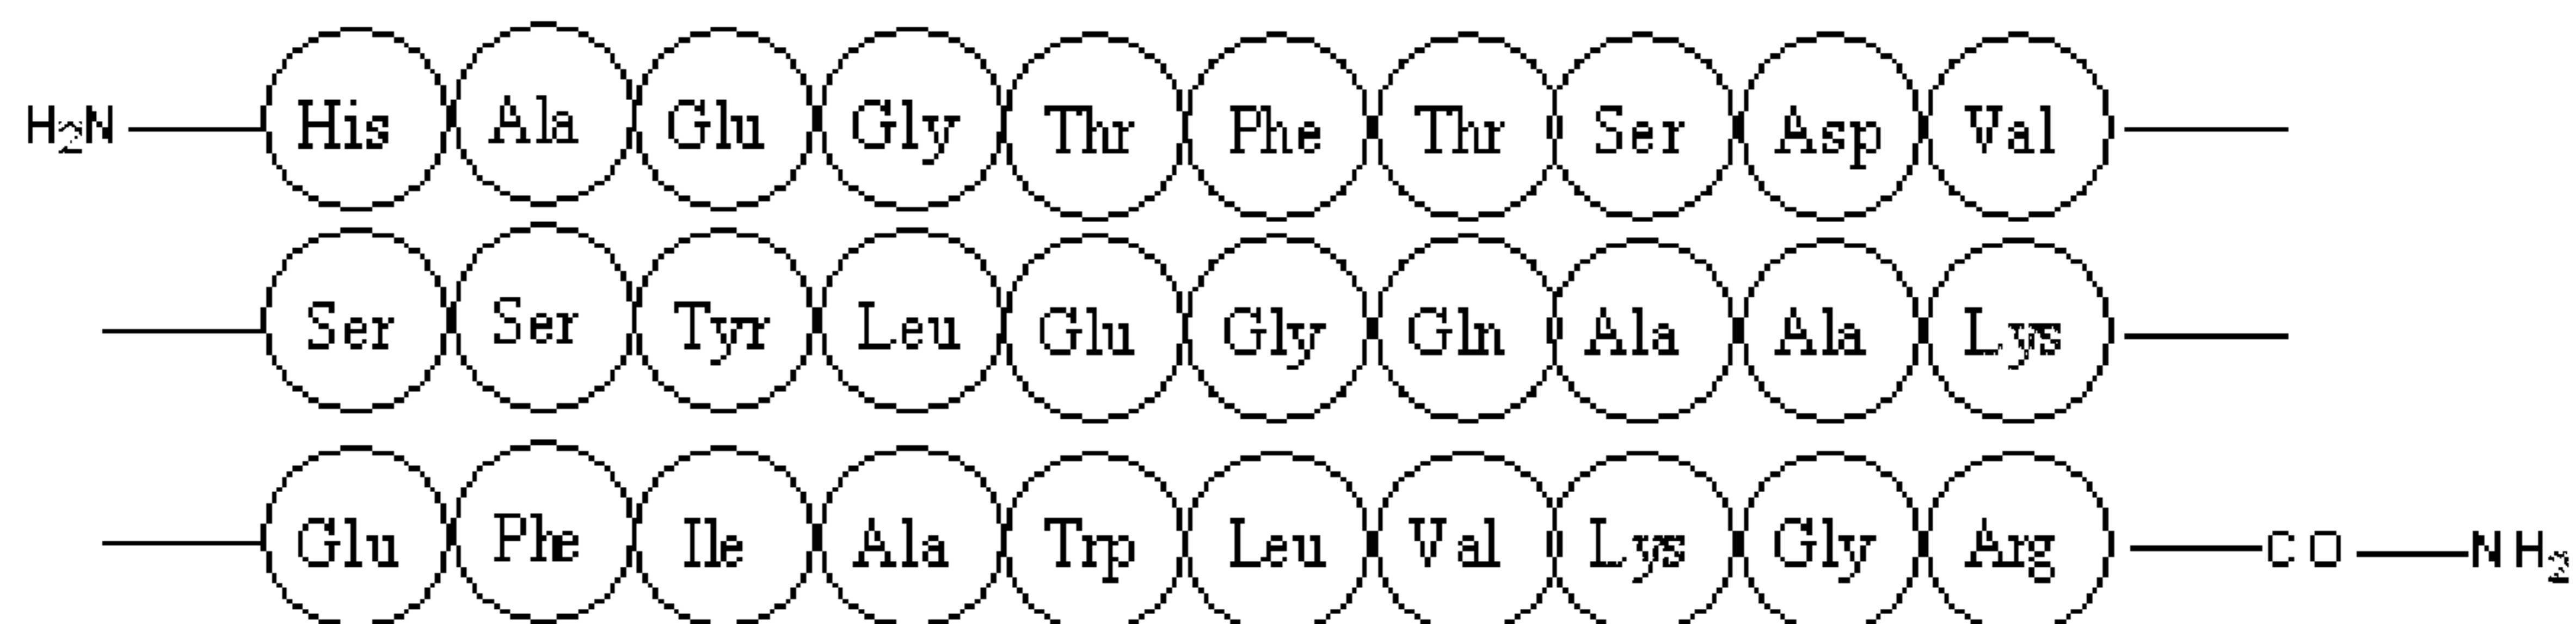 H2N His Ala Glu Gly Thr Phe Thr Ser Asp Val
Ser Ser Tyr Leu Glu Gly Gln Ala Ala Lys
Glu Phe Ile Ala Trp Leu Val Lys Gly Arg CO NH2